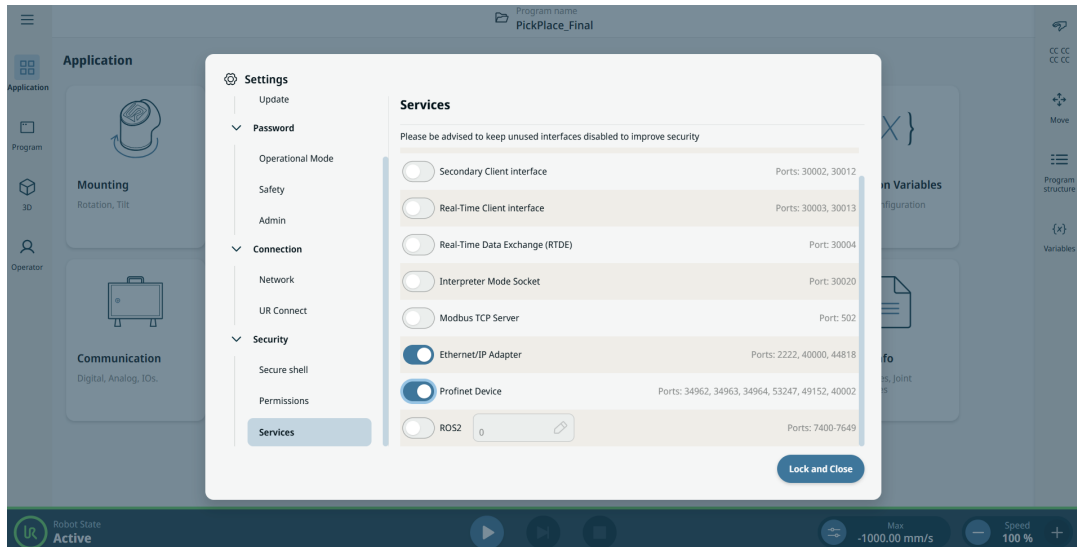 Program name
PickPlace_Final
Application
Application
Program
3D
Operator
Mounting
Rotation, Tilt
Communication
Digital, Analog, IOs.
Settings
Update
Password
Operational Mode
Safety
Admin
Connection
Network
UR Connect
Security
Secure shell
Permissions
Services
Services
Please be advised to keep unused interfaces disabled to improve security
Secondary Client interface Ports: 30002, 30012
Real-Time Client interface Ports: 30003, 30013
Real-Time Data Exchange (RTDE) Port: 30004
Interpreter Mode Socket Port: 30020
Modbus TCP Server Port: 502
Ethernet/IP Adapter Ports: 2222, 40000, 44818
Profinet Device Ports: 34962, 34963, 34964, 53247, 49152, 40002
ROS2 0 Ports: 7400-7649
Lock and Close
X }
Variables
CC CC
CC CC
Move
Program
structure
{x}
Variables
Joint
UR
Robot State
Active
Max
-1000.00 mm/s
Speed
100 %